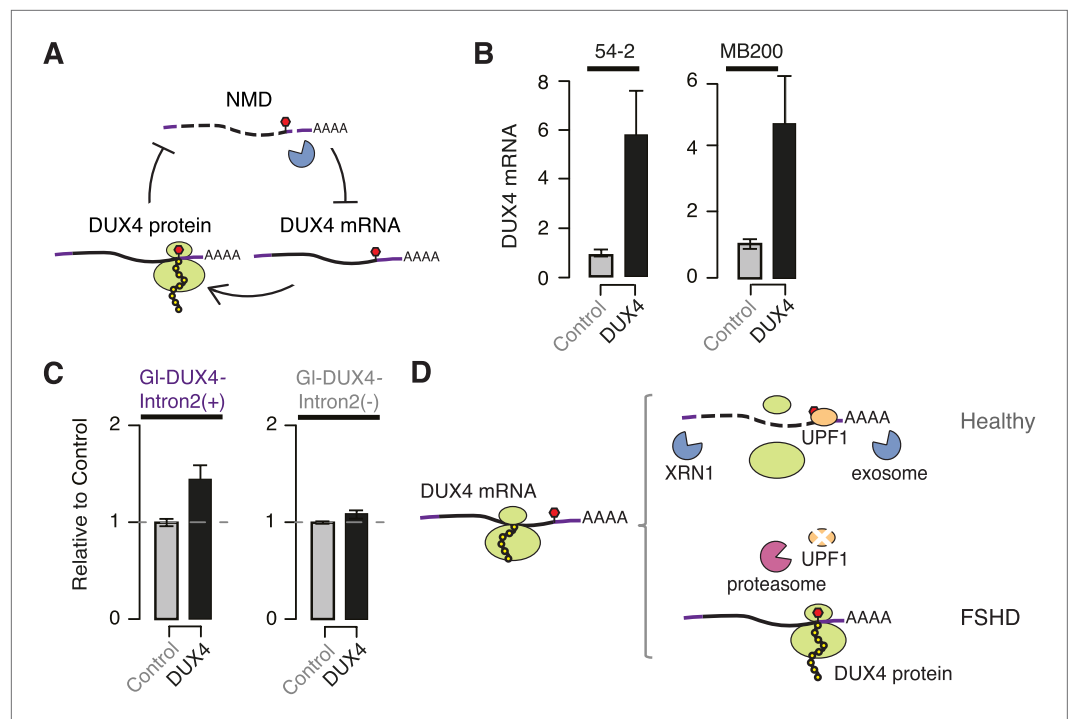 A
NMD
AAAA
DUX4 protein
DUX4 mRNA
AAAA
AAAA
B
54-2
MB200
DUX4 mRNA
8
6
4
2
0
Control
DUX4
6
4
2
0
Control
DUX4
C
Gl-DUX4-
Intron2(+)
Gl-DUX4-
Intron2(-)
Relative to Control
2
1
0
Control
DUX4
2
1
0
Control
DUX4
D
DUX4 mRNA
AAAA
AAAA
UPF1
XRN1
exosome
Healthy
UPF1
proteasome
AAAA
FSHD
DUX4 protein